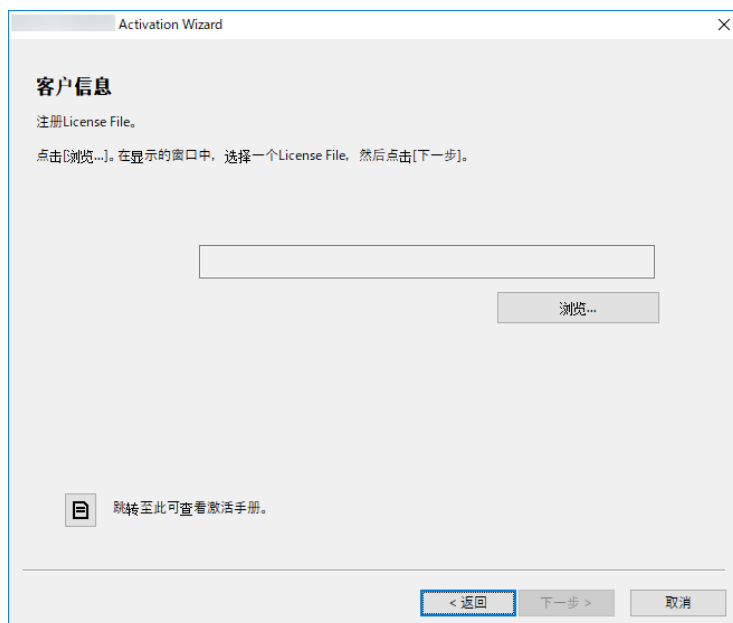 Activation Wizard
客户信息
注册License File。
点击[浏览...]。在显示的窗口中，选择一个License File，然后点击[下一步]。
浏览...
跳转至此可查看激活手册。
< 返回
下一步 >
取消